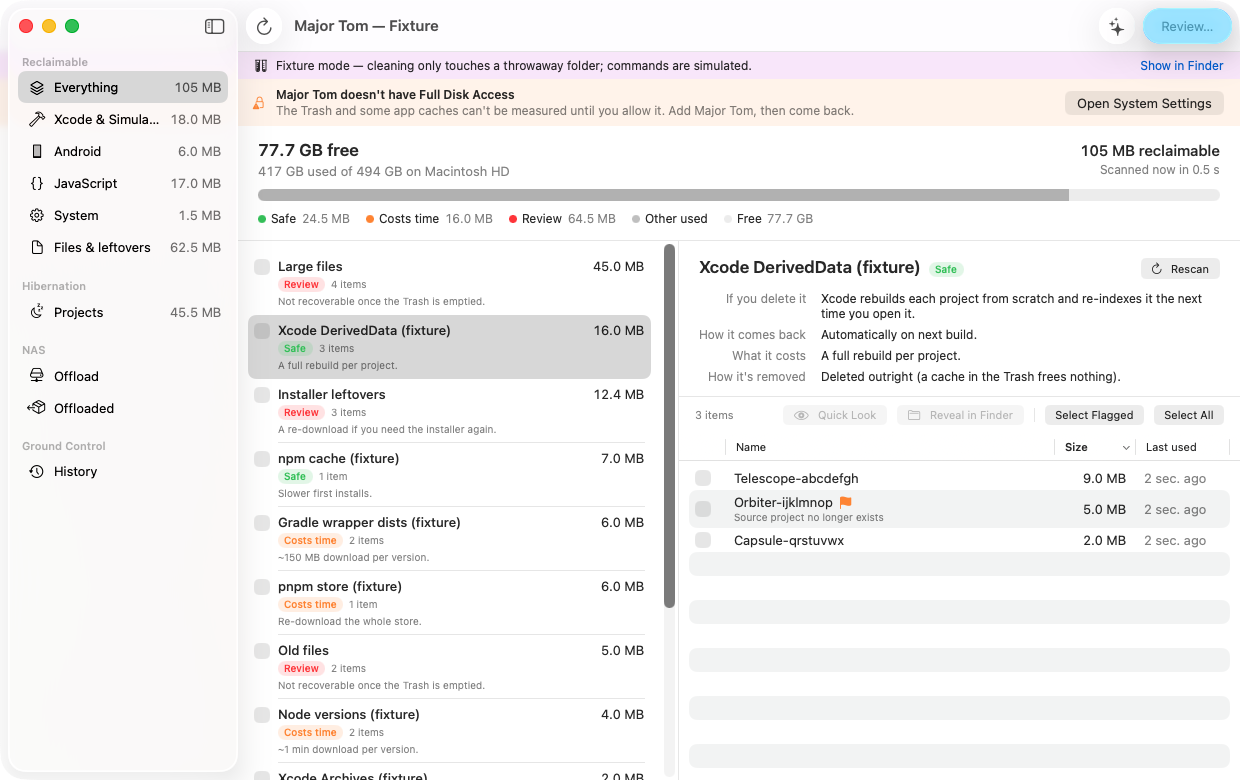 Major Tom — Fixture
Review...
Reclaimable
Everything 105 MB
Xcode & Simula... 18.0 MB
Android 6.0 MB
{} JavaScript 17.0 MB
System 1.5 MB
Files & leftovers 62.5 MB
Hibernation
Projects 45.5 MB
NAS
Offload
Offloaded
Ground Control
History
Fixture mode — cleaning only touches a throwaway folder; commands are simulated.
Show in Finder
Major Tom doesn't have Full Disk Access
The Trash and some app caches can't be measured until you allow it. Add Major Tom, then come back.
Open System Settings
77.7 GB free
417 GB used of 494 GB on Macintosh HD
105 MB reclaimable
Scanned now in 0.5 s
Safe 24.5 MB Costs time 16.0 MB Review 64.5 MB Other used Free 77.7 GB
Large files 45.0 MB
Review 4 items
Not recoverable once the Trash is emptied.
Xcode DerivedData (fixture) 16.0 MB
Safe 3 items
A full rebuild per project.
Installer leftovers 12.4 MB
Review 3 items
A re-download if you need the installer again.
npm cache (fixture) 7.0 MB
Safe 1 item
Slower first installs.
Gradle wrapper dists (fixture) 6.0 MB
Costs time 2 items
~150 MB download per version.
pnpm store (fixture) 6.0 MB
Costs time 1 item
Re-download the whole store.
Old files 5.0 MB
Review 2 items
Not recoverable once the Trash is emptied.
Node versions (fixture) 4.0 MB
Costs time 2 items
~1 min download per version.
Xcode Archives (fixture) 2.0 MB
Xcode DerivedData (fixture) Safe
Rescan
If you delete it Xcode rebuilds each project from scratch and re-indexes it the next
time you open it.
How it comes back Automatically on next build.
What it costs A full rebuild per project.
How it's removed Deleted outright (a cache in the Trash frees nothing).
3 items Quick Look Reveal in Finder Select Flagged Select All
Name Size Last used
Telescope-abcdefgh 9.0 MB 2 sec. ago
Orbiter-ijklmnop 5.0 MB 2 sec. ago
Source project no longer exists
Capsule-qrstuvwx 2.0 MB 2 sec. ago